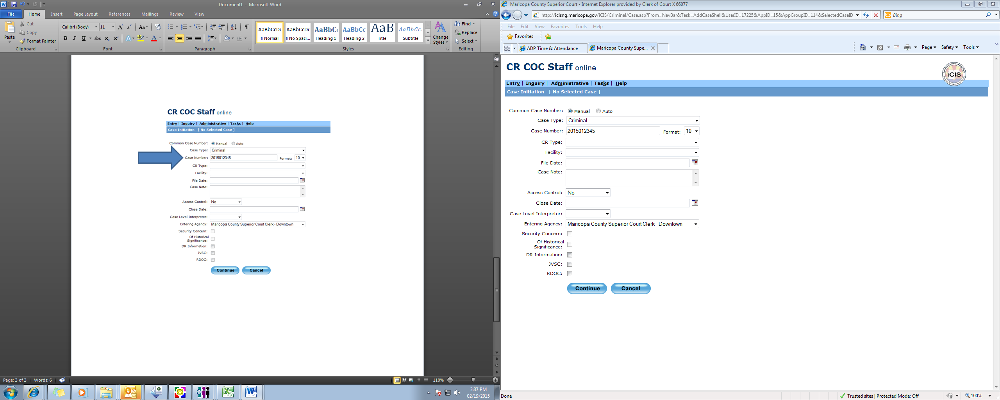 Document1 - Microsoft Word
File Home Insert Page Layout References Mailings Review View
Paste
Cut
Copy
Format Painter
Clipboard
Calibri (Body) 11
Font
Paragraph
AaBbCcDc AaBbCcDc AaBbCc AaBbCc AaB AaBbCc.
¶ Normal ¶ No Spaci... Heading 1 Heading 2 Title Subtitle
Change Styles
Styles
Find
Replace
Select
Editing
CR COC Staff online
Entry | Inquiry | Administrative | Tasks | Help
Case Initiation [ No Selected Case ]
Common Case Number: Manual Auto
Case Type: Criminal
Case Number: 2015012345 Format: 10
CR Type:
Facility:
File Date:
Case Note:
Access Control: No
Close Date:
Case Level Interpreter:
Entering Agency: Maricopa County Superior Court Clerk - Downtown
Security Concern:
Of Historical
Significance:
DR Information:
JVSC:
RDOC:
Continue Cancel
Page: 3 of 3 Words: 6 110%
3:37 PM
02/19/2015
Maricopa County Superior Court - Internet Explorer provided by Clerk of Court X 66077
http://icisng.maricopa.gov/iCIS/Criminal/Case.asp?From=NavBar&Task=AddCaseShell&UserID=17225&AppID=15&AppGroupID=114&SelectedCaseID Bing
File Edit View Favorites Tools Help
Favorites
ADP Time & Attendance Maricopa County Supe... Page Safety Tools
CR COC Staff online
iCIS
Entry | Inquiry | Administrative | Tasks | Help
Case Initiation [ No Selected Case ]
Common Case Number: Manual Auto
Case Type: Criminal
Case Number: 2015012345 Format: 10
CR Type:
Facility:
File Date:
Case Note:
Access Control: No
Close Date:
Case Level Interpreter:
Entering Agency: Maricopa County Superior Court Clerk - Downtown
Security Concern:
Of Historical
Significance:
DR Information:
JVSC:
RDOC:
Continue Cancel
Done Trusted sites | Protected Mode: Off 100%